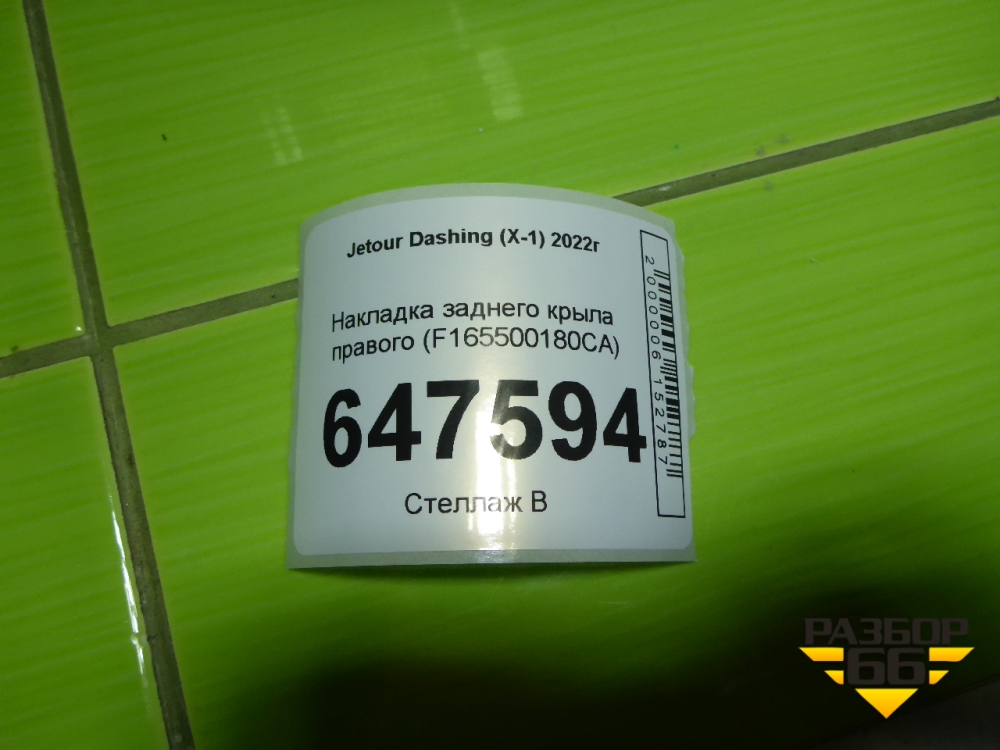 Jetour Dashing (X-1) 2022г
Накладка заднего крыла
правого (F165500180CA)
647594
Стеллаж В
2000006152787
РАЗБОР
66